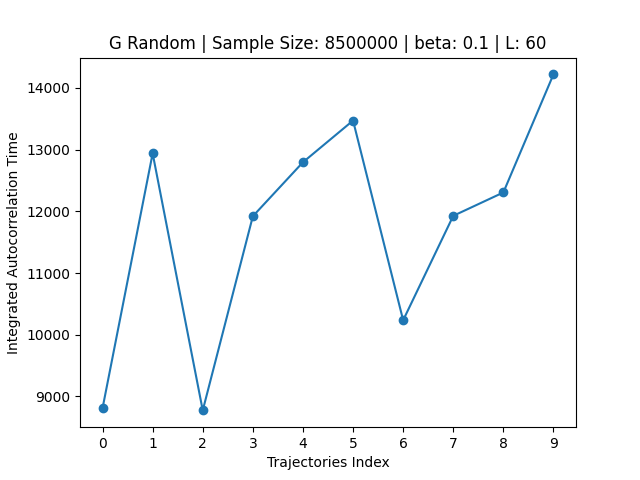 G Random | Sample Size: 8500000 | beta: 0.1 | L: 60
Integrated Autocorrelation Time
14000
13000
12000
11000
10000
9000
0 1 2 3 4 5 6 7 8 9
Trajectories Index